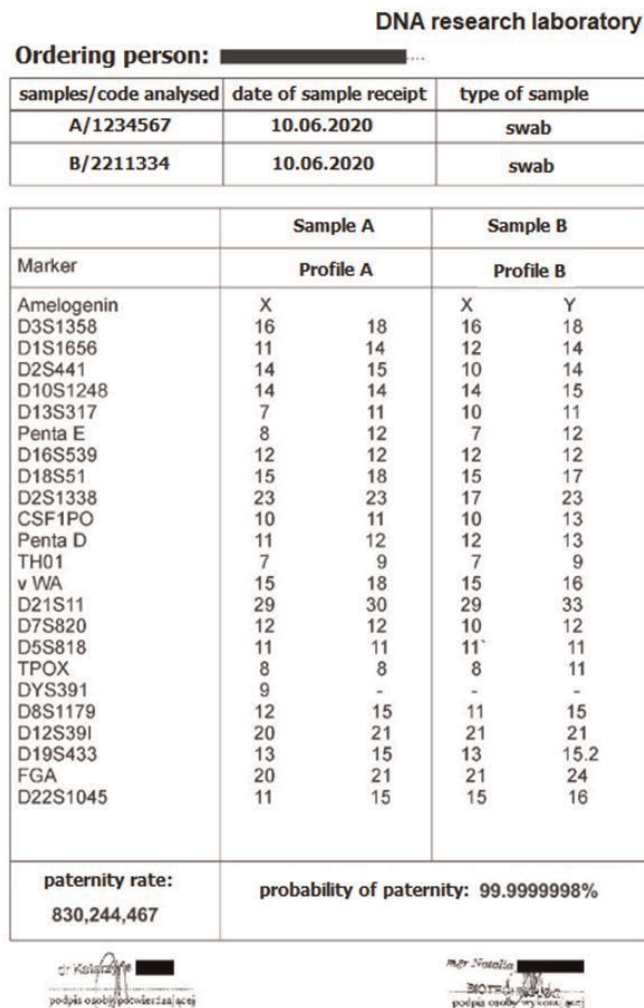 DNA research laboratory
Ordering person:
samples/code analysed date of sample receipt type of sample
A/1234567 10.06.2020 swab
B/2211334 10.06.2020 swab
Sample A Sample B
Marker Profile A Profile B
Amelogenin X X Y
D3S1358 16 18 16 18
D1S1656 11 14 12 14
D2S441 14 15 10 14
D10S1248 14 14 14 15
D13S317 7 11 10 11
Penta E 8 12 7 12
D16S539 12 12 12 12
D18S51 15 18 15 17
D2S1338 23 23 17 23
CSF1PO 10 11 10 13
Penta D 11 12 12 13
TH01 7 9 7 9
v WA 15 18 15 16
D21S11 29 30 29 33
D7S820 12 12 10 12
D5S818 11 11 11` 11
TPOX 8 8 8 11
DYS391 9 - - -
D8S1179 12 15 11 15
D12S39I 20 21 21 21
D19S433 13 15 13 15.2
FGA 20 21 21 24
D22S1045 11 15 15 16
paternity rate: probability of paternity: 99.9999998%
830,244,467
dr mgr Natalia
podpis osoby potwierdzającej podpis osoby